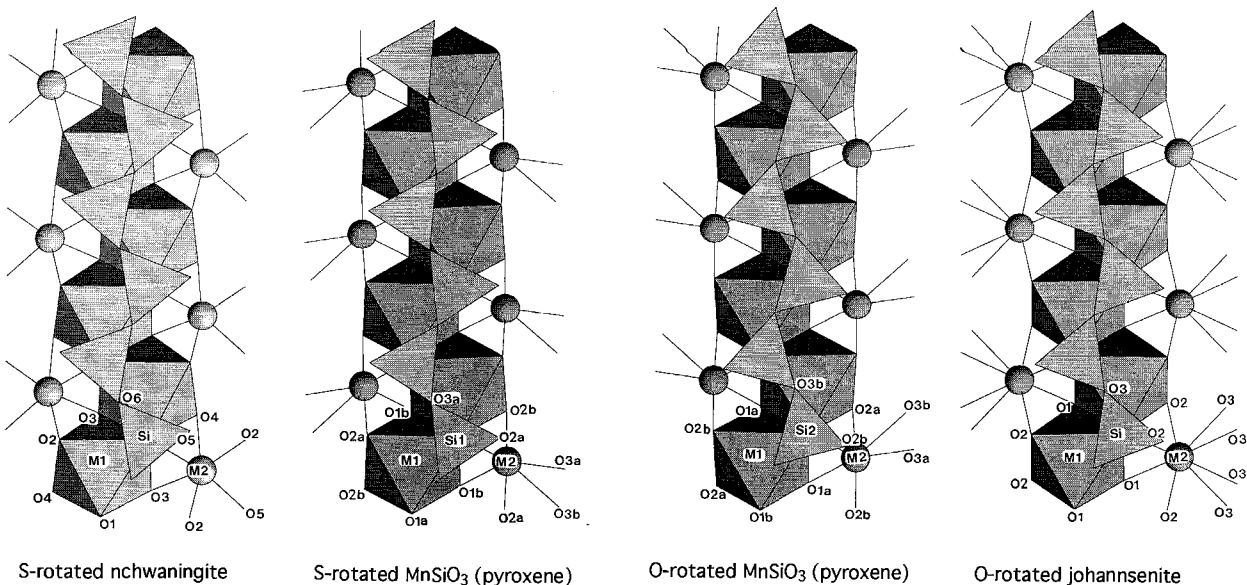 O6
O3
O4
O2
Si
O5
O2
M1
M2
O4
O3
O1
O2
O5
S-rotated nchwaningite
O3a
O1b
O2b
O2a
Si1
O2a
M1
M2
O3a
O2b
O1b
O1a
O2a
O3b
S-rotated MnSiO3 (pyroxene)
O3b
O1a
O2a
O3b
O2b
Si2
O2b
M1
M2
O3a
O2a
O1a
O1b
O2b
O-rotated MnSiO3 (pyroxene)
O3
O1
O2
O3
O2
Si
O2
O3
M1
M2
O3
O2
O1
O3
O1
O2
O-rotated johannsenite